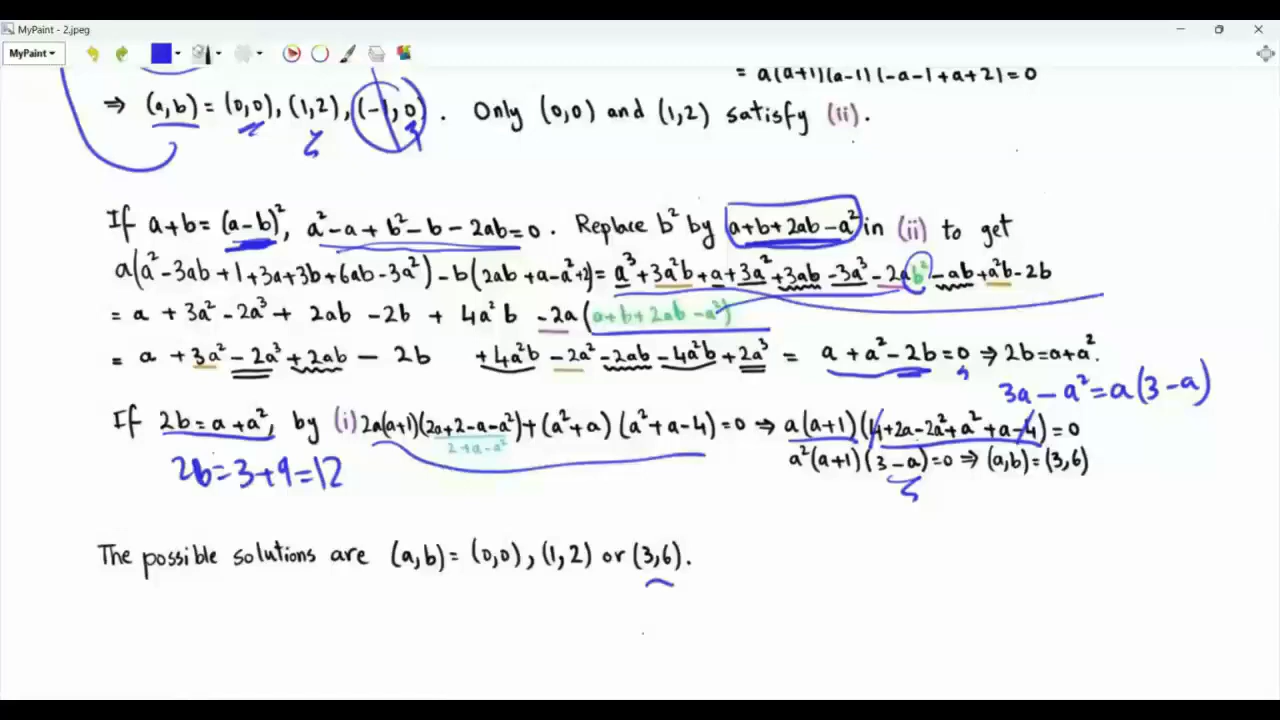 MyPaint - 2.jpeg
MyPaint
= a(a+1)(a-1)(-a-1+a+2)=0
⇒ (a,b) = (0,0), (1,2), (-1,0). Only (0,0) and (1,2) satisfy (ii).
If a+b = (a-b)², a²-a+b²-b-2ab=0. Replace b² by a+b+2ab-a² in (ii) to get
a(a²-3ab+1+3a+3b+6ab-3a²)-b(2ab+a-a²+2) = a³+3a²b+a+3a²+3ab-3a³-2ab²-ab+a²b-2b
= a + 3a² - 2a³ + 2ab - 2b + 4a²b - 2a(a+b+2ab-a²)
= a + 3a² - 2a³ + 2ab - 2b + 4a²b - 2a² - 2ab - 4a²b + 2a³ = a + a² - 2b = 0 ⇒ 2b = a+a².
3a - a² = a(3-a)
If 2b = a+a², by (i) 2a(a+1)(2a+2-a-a²)+(a²+a)(a²+a-4)=0 ⇒ a(a+1)(4+2a-2a²+a²+a-4)=0
2+a-a²
2b = 3+9 = 12
a²(a+1)(3-a)=0 ⇒ (a,b) = (3,6)
The possible solutions are (a,b) = (0,0), (1,2) or (3,6).